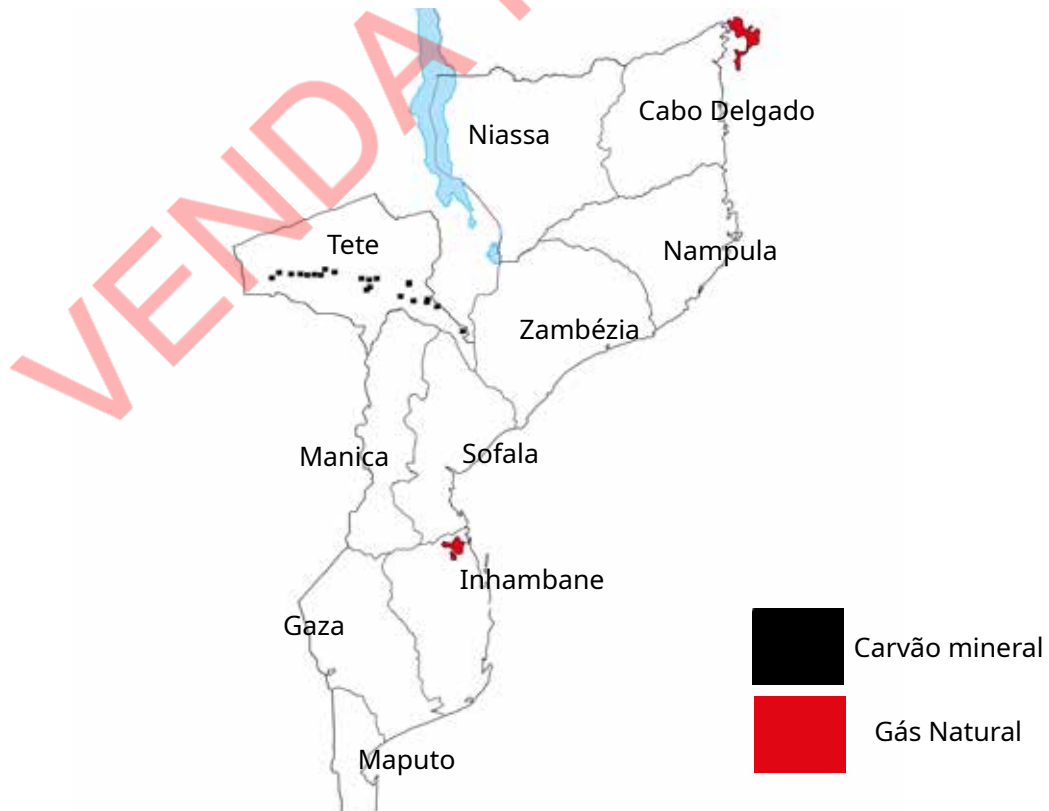 VENDA
Cabo Delgado
Niassa
Tete
Nampula
Zambézia
Manica
Sofala
Inhambane
Gaza
Maputo
Carvão mineral
Gás Natural